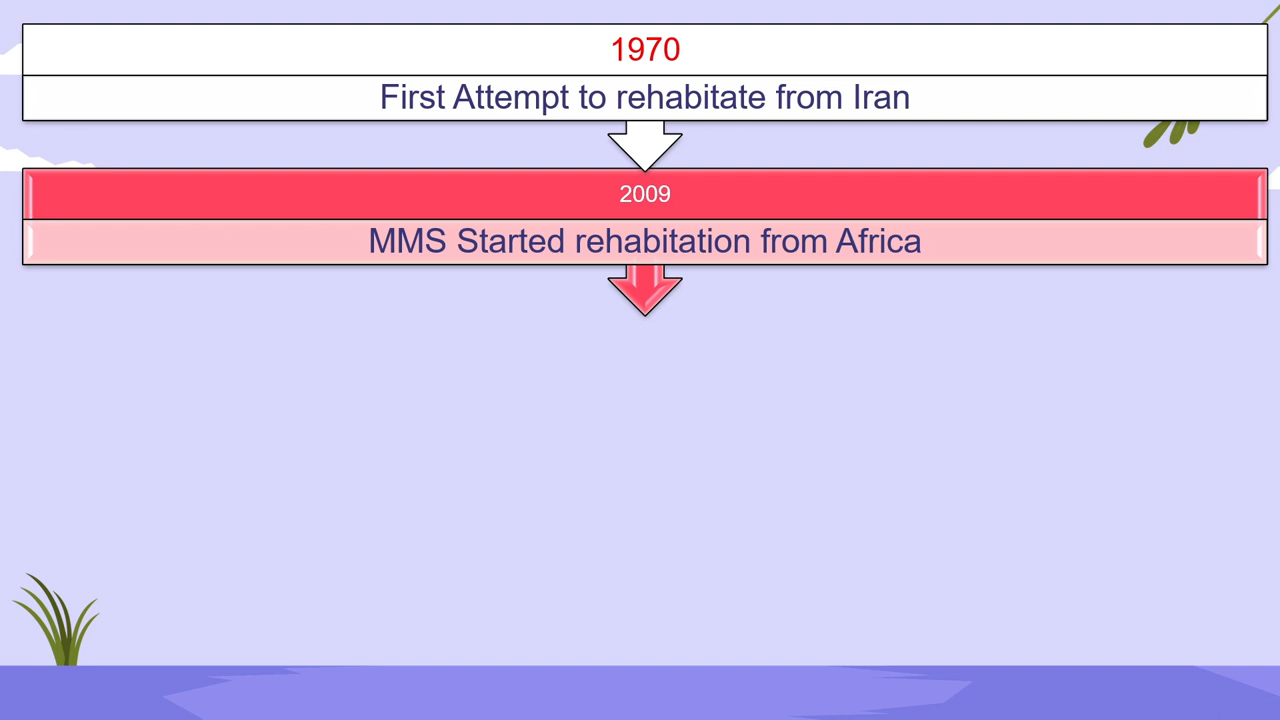 1970
First Attempt to rehabitate from Iran
2009
MMS Started rehabitation from Africa